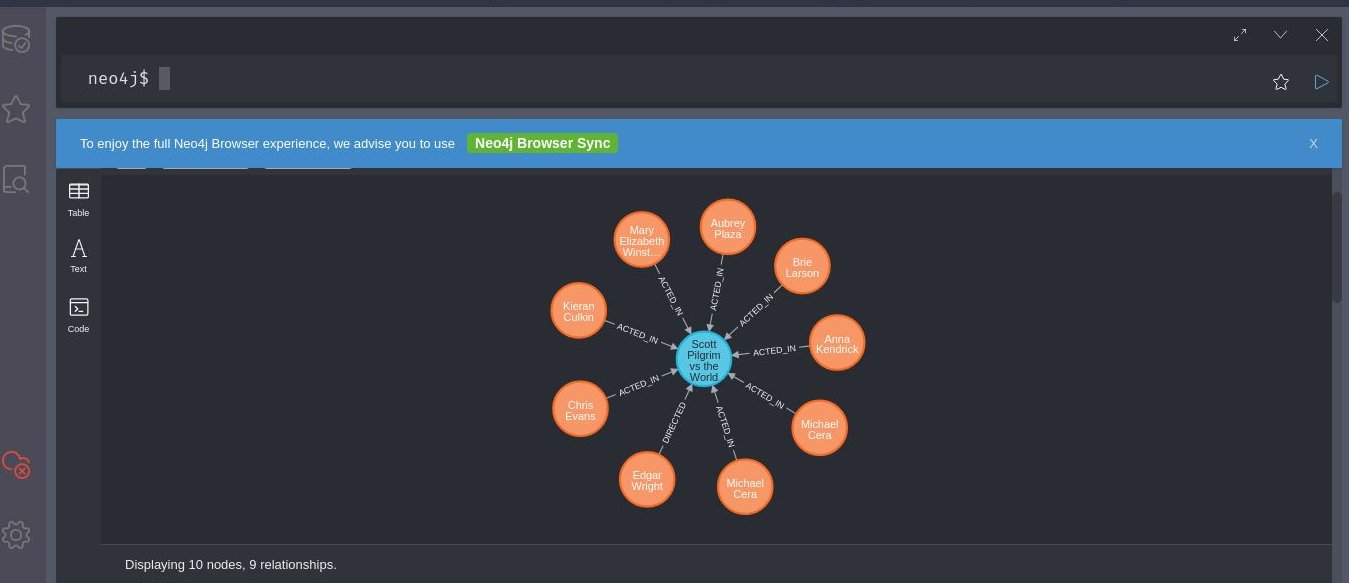 neo4j$
To enjoy the full Neo4j Browser experience, we advise you to use Neo4j Browser Sync X
Table
Text
Code
Mary
Elizabeth
Winst…
Aubrey
Plaza
Brie
Larson
Kieran
Culkin
Anna
Kendrick
Scott
Pilgrim
vs the
World
Chris
Evans
Michael
Cera
Edgar
Wright
Michael
Cera
ACTED_IN
ACTED_IN
ACTED_IN
ACTED_IN
ACTED_IN
ACTED_IN
ACTED_IN
ACTED_IN
DIRECTED
Displaying 10 nodes, 9 relationships.